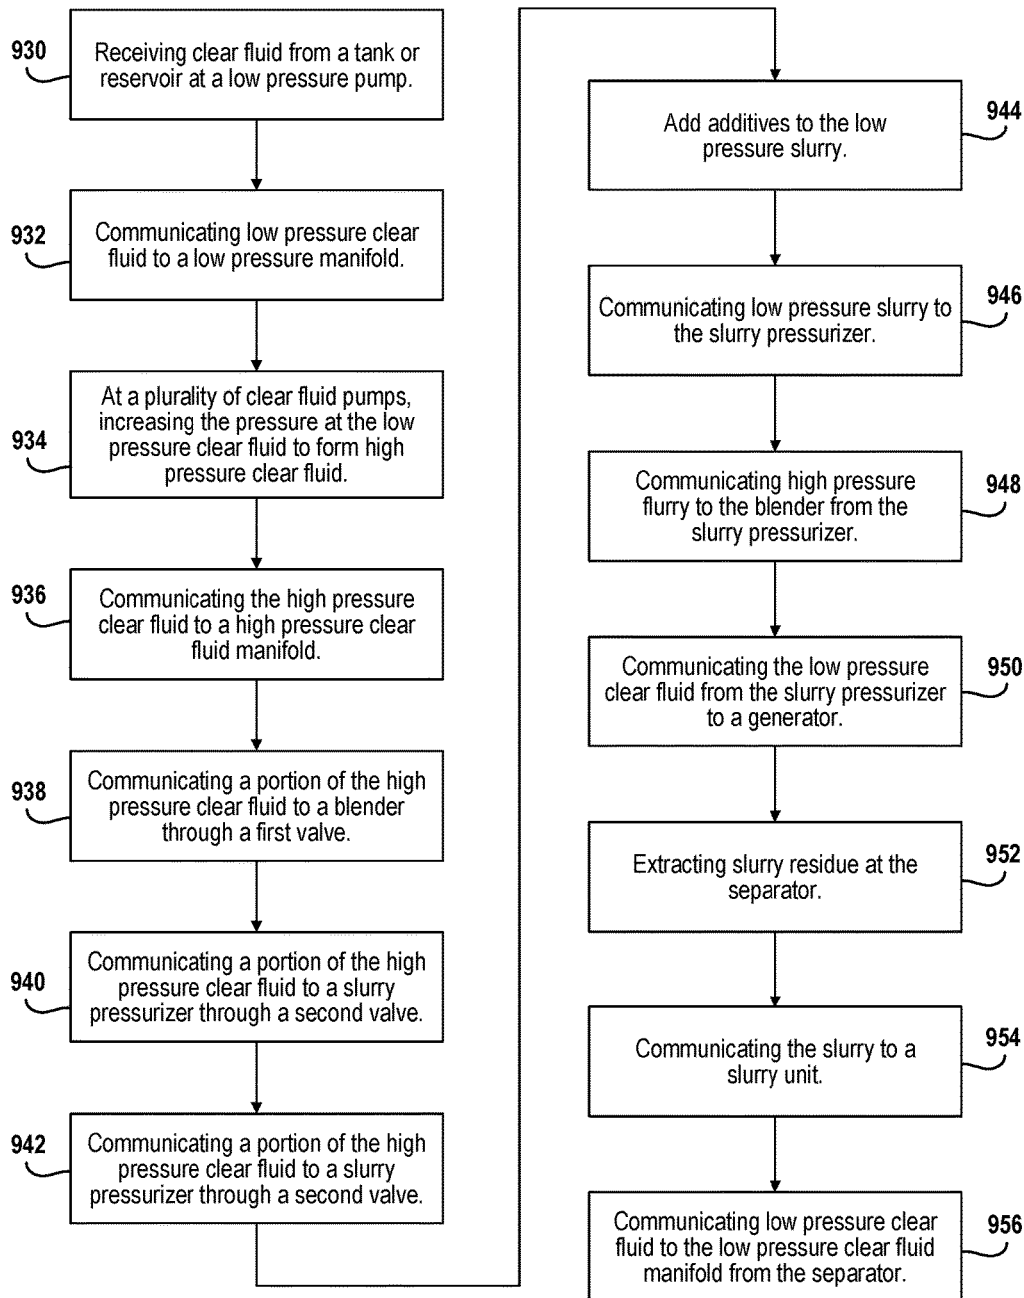 930
Receiving clear fluid from a tank or
reservoir at a low pressure pump.
932
Communicating low pressure clear
fluid to a low pressure manifold.
934
At a plurality of clear fluid pumps,
increasing the pressure at the low
pressure clear fluid to form high
pressure clear fluid.
936
Communicating the high pressure
clear fluid to a high pressure clear
fluid manifold.
938
Communicating a portion of the high
pressure clear fluid to a blender
through a first valve.
940
Communicating a portion of the high
pressure clear fluid to a slurry
pressurizer through a second valve.
942
Communicating a portion of the high
pressure clear fluid to a slurry
pressurizer through a second valve.
944
Add additives to the low
pressure slurry.
946
Communicating low pressure slurry to
the slurry pressurizer.
948
Communicating high pressure
flurry to the blender from the
slurry pressurizer.
950
Communicating the low pressure
clear fluid from the slurry pressurizer
to a generator.
952
Extracting slurry residue at the
separator.
954
Communicating the slurry to a
slurry unit.
956
Communicating low pressure clear
fluid to the low pressure clear fluid
manifold from the separator.